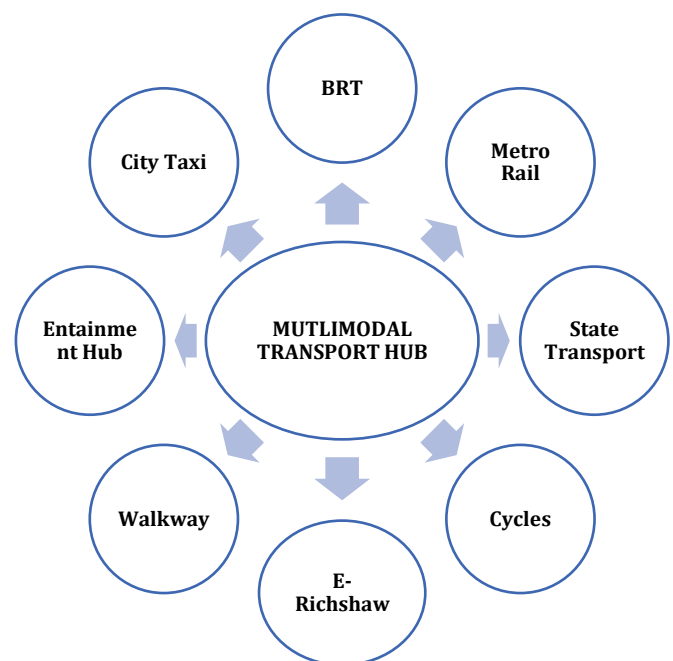 BRT
City Taxi
Metro
Rail
Entainme
nt Hub
MUTLIMODAL
TRANSPORT HUB
State
Transport
Walkway
Cycles
E-
Richshaw